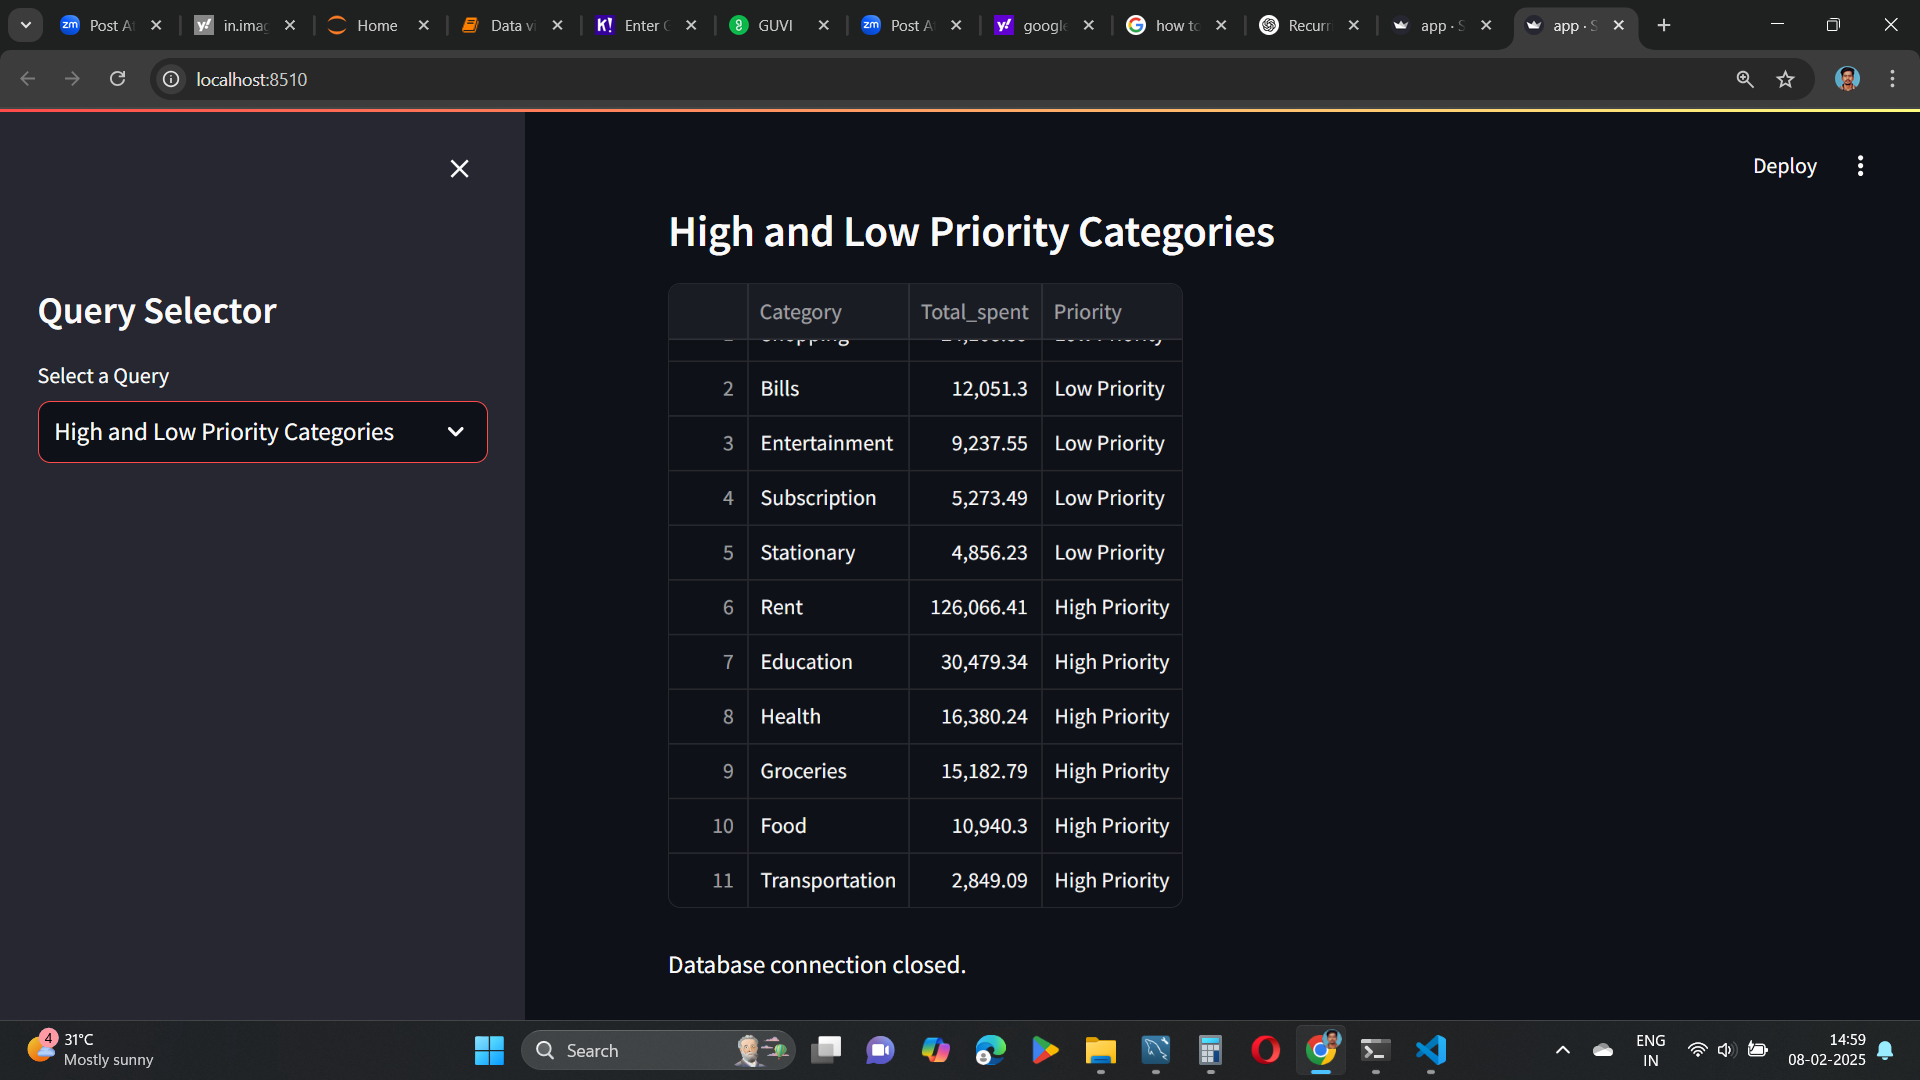 Post A
in.imag
Home
Data vi
Enter
GUVI
Post A
google
how to
Recurr
app · S
app · S
localhost:8510
Deploy
High and Low Priority Categories
Query Selector
Select a Query
High and Low Priority Categories
Category Total_spent Priority
2 Bills 12,051.3 Low Priority
3 Entertainment 9,237.55 Low Priority
4 Subscription 5,273.49 Low Priority
5 Stationary 4,856.23 Low Priority
6 Rent 126,066.41 High Priority
7 Education 30,479.34 High Priority
8 Health 16,380.24 High Priority
9 Groceries 15,182.79 High Priority
10 Food 10,940.3 High Priority
11 Transportation 2,849.09 High Priority
Database connection closed.
4
31°C
Mostly sunny
Search
ENG
IN
14:59
08-02-2025